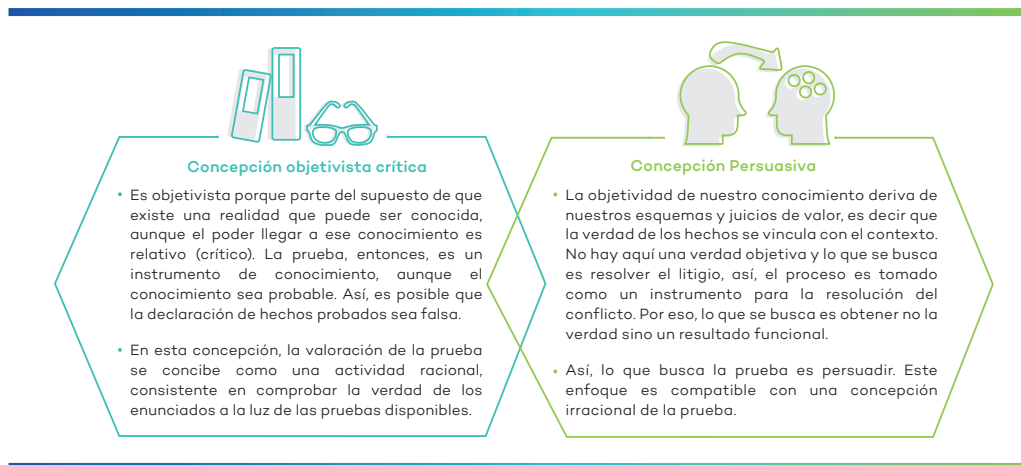 Concepción objetivista crítica
• Es objetivista porque parte del supuesto de que
existe una realidad que puede ser conocida,
aunque el poder llegar a ese conocimiento es
relativo (crítico). La prueba, entonces, es un
instrumento de conocimiento, aunque el
conocimiento sea probable. Así, es posible que
la declaración de hechos probados sea falsa.
• En esta concepción, la valoración de la prueba
se concibe como una actividad racional,
consistente en comprobar la verdad de los
enunciados a la luz de las pruebas disponibles.
Concepción Persuasiva
• La objetividad de nuestro conocimiento deriva de
nuestros esquemas y juicios de valor, es decir que
la verdad de los hechos se vincula con el contexto.
No hay aquí una verdad objetiva y lo que se busca
es resolver el litigio, así, el proceso es tomado
como un instrumento para la resolución del
conflicto. Por eso, lo que se busca es obtener no la
verdad sino un resultado funcional.
• Así, lo que busca la prueba es persuadir. Este
enfoque es compatible con una concepción
irracional de la prueba.